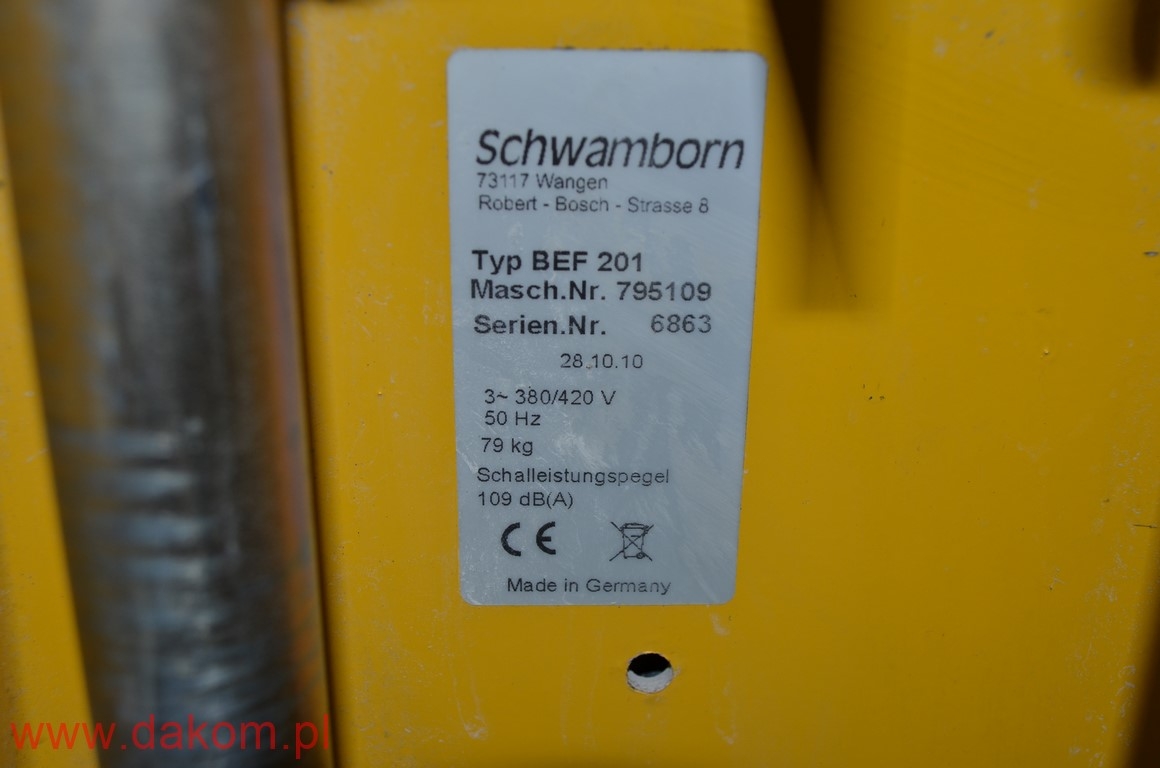 Schwamborn
73117 Wangen
Robert - Bosch - Strasse 8
Typ BEF 201
Masch.Nr. 795109
Serien.Nr. 6863
28.10.10
3~ 380/420 V
50 Hz
79 kg
Schalleistungspegel
109 dB(A)
CE
Made in Germany
www.dakom.pl